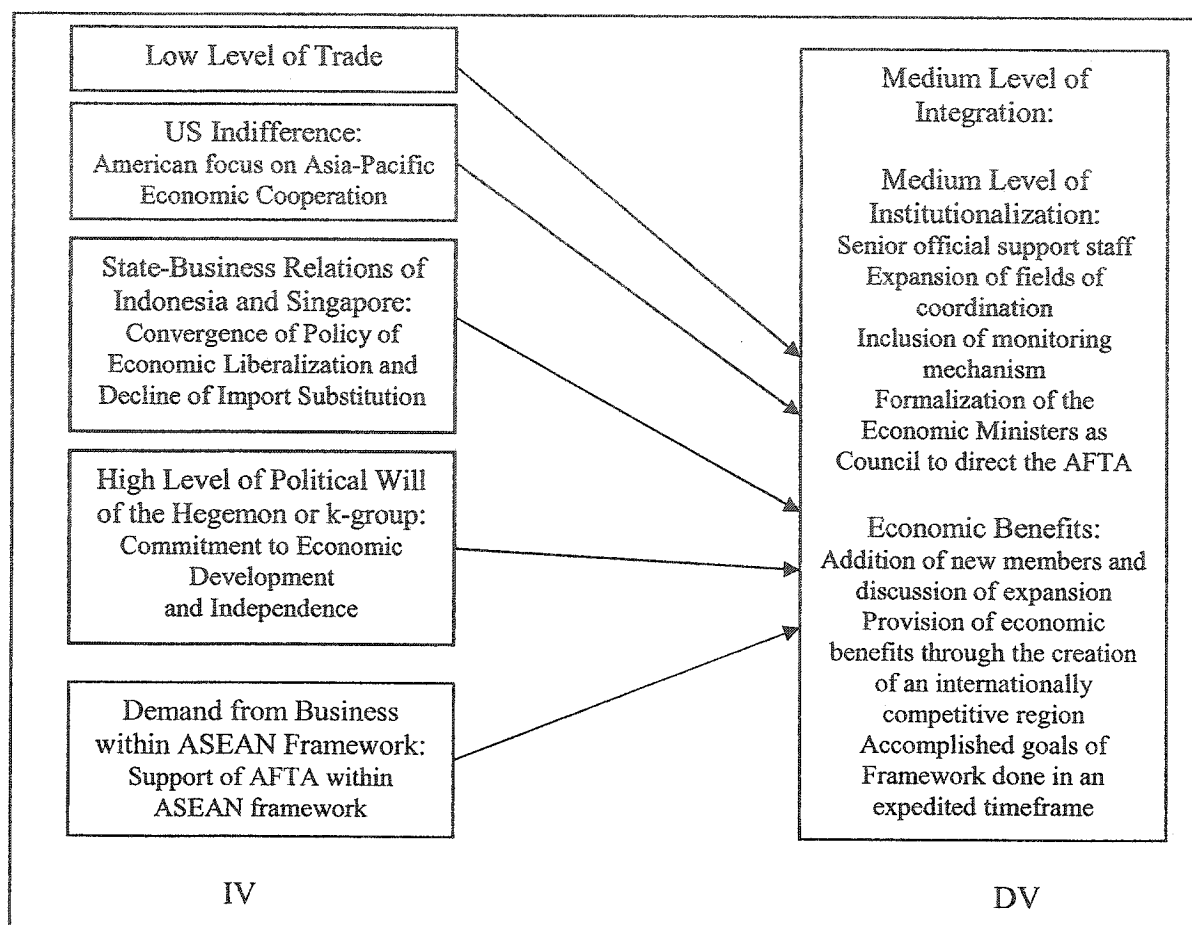 Low Level of Trade
US Indifference:
American focus on Asia-Pacific
Economic Cooperation
State-Business Relations of
Indonesia and Singapore:
Convergence of Policy of
Economic Liberalization and
Decline of Import Substitution
High Level of Political Will
of the Hegemon or k-group:
Commitment to Economic
Development
and Independence
Demand from Business
within ASEAN Framework:
Support of AFTA within
ASEAN framework
IV
Medium Level of
Integration:
Medium Level of
Institutionalization:
Senior official support staff
Expansion of fields of
coordination
Inclusion of monitoring
mechanism
Formalization of the
Economic Ministers as
Council to direct the AFTA
Economic Benefits:
Addition of new members and
discussion of expansion
Provision of economic
benefits through the creation
of an internationally
competitive region
Accomplished goals of
Framework done in an
expedited timeframe
DV